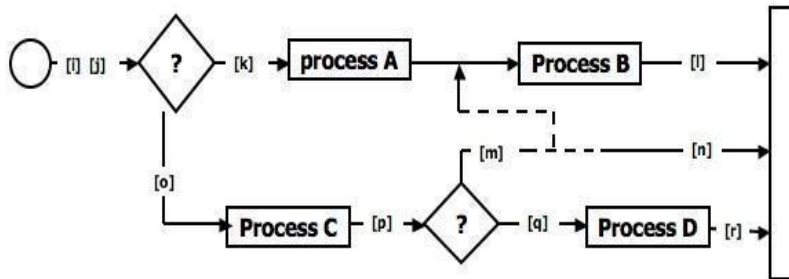 [i] [j]
?
[k]
process A
Process B
[l]
[m]
[n]
[o]
Process C
[p]
?
[q]
Process D
[r]